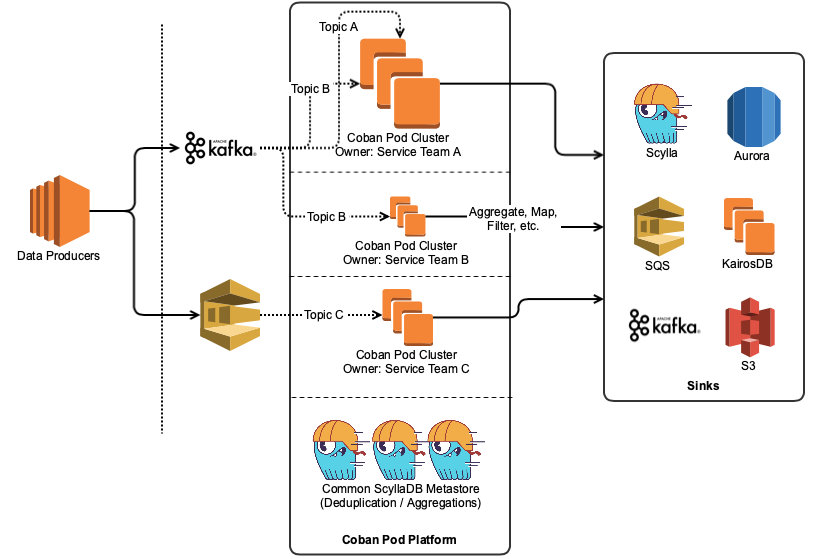 Data Producers
APACHE
kafka®
Topic A
Topic B
Coban Pod Cluster
Owner: Service Team A
Topic B
Coban Pod Cluster
Owner: Service Team B
Aggregate, Map,
Filter, etc.
Topic C
Coban Pod Cluster
Owner: Service Team C
Common ScyllaDB Metastore
(Deduplication / Aggregations)
Coban Pod Platform
Scylla
Aurora
SQS
KairosDB
APACHE
kafka®
S3
Sinks